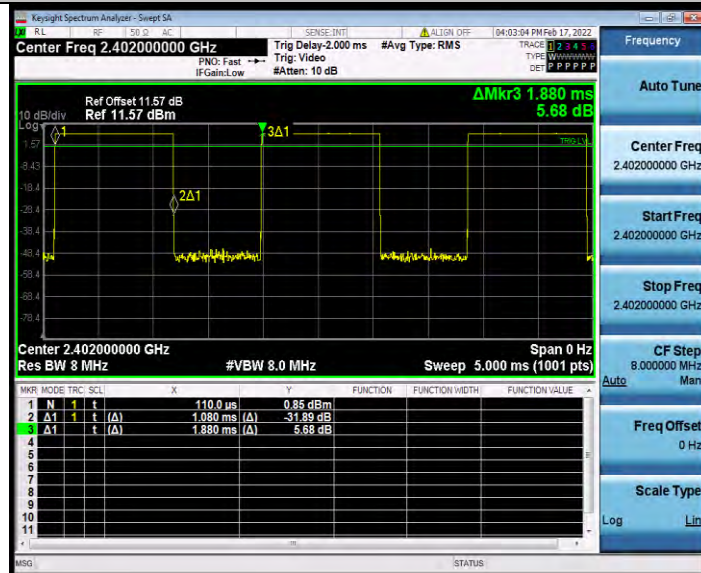 Keysight Spectrum Analyzer - Swept SA
LXI RL RF 50 Ω AC SENSE:INT ALIGN OFF 04:03:04 PM Feb 17, 2022
Center Freq 2.402000000 GHz
Trig Delay-2.000 ms #Avg Type: RMS
TRACE 1 2 3 4 5 6
PNO: Fast Trig: Video
TYPE WWWWWW
IFGain:Low #Atten: 10 dB
DET P P P P P P
Ref Offset 11.57 dB
10 dB/div Ref 11.57 dBm
Log
ΔMkr3 1.880 ms
5.68 dB
1
3Δ1
1.57
TRIG LVL
-8.43
-18.4
2Δ1
-28.4
-38.4
-48.4
-58.4
-68.4
-78.4
Center 2.402000000 GHz Span 0 Hz
Res BW 8 MHz #VBW 8.0 MHz Sweep 5.000 ms (1001 pts)
MKR MODE TRC SCL X Y FUNCTION FUNCTION WIDTH FUNCTION VALUE
1 N 1 t 110.0 µs 0.85 dBm
2 Δ1 1 t (Δ) 1.080 ms (Δ) -31.89 dB
3 Δ1 t (Δ) 1.880 ms (Δ) 5.68 dB
4
5
6
7
8
9
10
11
MSG STATUS
Frequency
Auto Tune
Center Freq
2.402000000 GHz
Start Freq
2.402000000 GHz
Stop Freq
2.402000000 GHz
CF Step
8.000000 MHz
Auto Man
Freq Offset
0 Hz
Scale Type
Log Lin